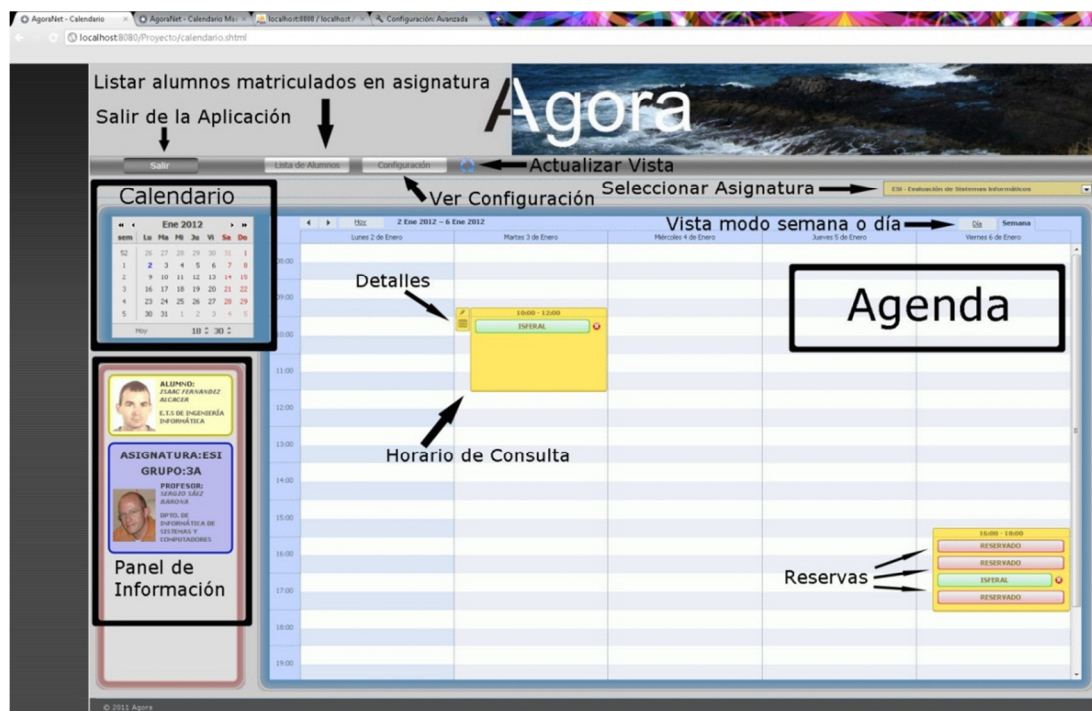 AgoraNet - Calendario
AgoraNet - Calendario Ma
localhost:8080 / localhost /
Configuración: Avanzada
localhost:8080/Proyecto/calendario.shtml
Listar alumnos matriculados en asignatura
Salir de la Aplicación
Agora
Salir
Lista de Alumnos
Configuración
Actualizar Vista
Ver Configuración
Seleccionar Asignatura
ESI - Evaluación de Sistemas Informáticos
Calendario
Ene 2012
sem Lu Ma Mi Ju Vi Sa Do
52 26 27 28 29 30 31 1
1 2 3 4 5 6 7 8
2 9 10 11 12 13 14 15
3 16 17 18 19 20 21 22
4 23 24 25 26 27 28 29
5 30 31 1 2 3 4 5
Hoy 18 30
Hoy
2 Ene 2012 – 6 Ene 2012
Vista modo semana o día
Día Semana
Lunes 2 de Enero Martes 3 de Enero Miércoles 4 de Enero Jueves 5 de Enero Viernes 6 de Enero
08:00
09:00
10:00
11:00
12:00
13:00
14:00
15:00
16:00
17:00
18:00
19:00
Detalles
10:00 - 12:00
ISFERAL
Horario de Consulta
Agenda
16:00 - 18:00
RESERVADO
RESERVADO
ISFERAL
RESERVADO
Reservas
ALUMNO:
ISAAC FERNANDEZ
ALCACER
E.T.S DE INGENIERÍA
INFORMÁTICA
ASIGNATURA:ESI
GRUPO:3A
PROFESOR:
SERGIO SÁEZ
BARONA
DPTO. DE
INFORMÁTICA DE
SISTEMAS Y
COMPUTADORES
Panel de
Información
© 2011 Agora